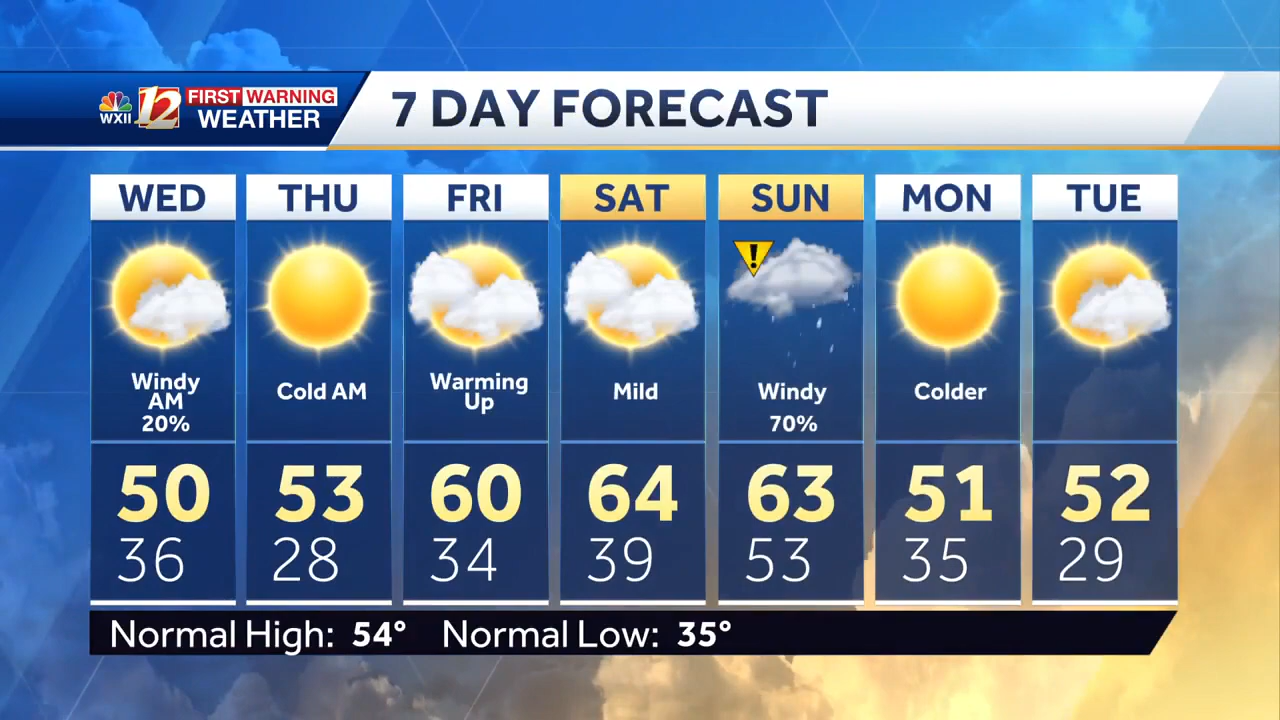 WXII 12 FIRST WARNING
WEATHER
7 DAY FORECAST
WED THU FRI SAT SUN MON TUE
!
Windy AM 20%
Cold AM
Warming Up
Mild
Windy 70%
Colder
50 53 60 64 63 51 52
36 28 34 39 53 35 29
Normal High: 54° Normal Low: 35°